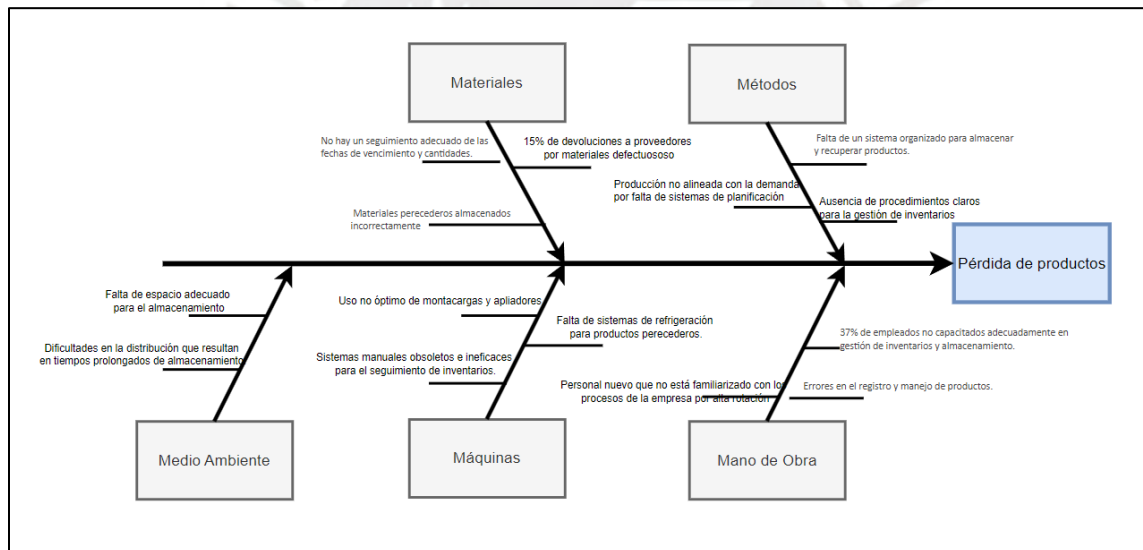 Materiales
Métodos
No hay un seguimiento adecuado de las
fechas de vencimiento y cantidades.
15% de devoluciones a proveedores
por materiales defectuososo
Falta de un sistema organizado para almacenar
y recuperar productos.
Producción no alineada con la demanda
por falta de sistemas de planificación
Ausencia de procedimientos claros
para la gestión de inventarios
Materiales perecederos almacenados
incorrectamente
Pérdida de productos
Falta de espacio adecuado
para el almacenamiento
Uso no óptimo de montacargas y apliadores.
Falta de sistemas de refrigeración
para productos perecederos.
37% de empleados no capacitados adecuadamente en
gestión de inventarios y almacenamiento.
Dificultades en la distribución que resultan
en tiempos prolongados de almacenamiento
Sistemas manuales obsoletos e ineficaces
para el seguimiento de inventarios.
Personal nuevo que no está familiarizado con los
procesos de la empresa por alta rotación
Errores en el registro y manejo de productos.
Medio Ambiente
Máquinas
Mano de Obra